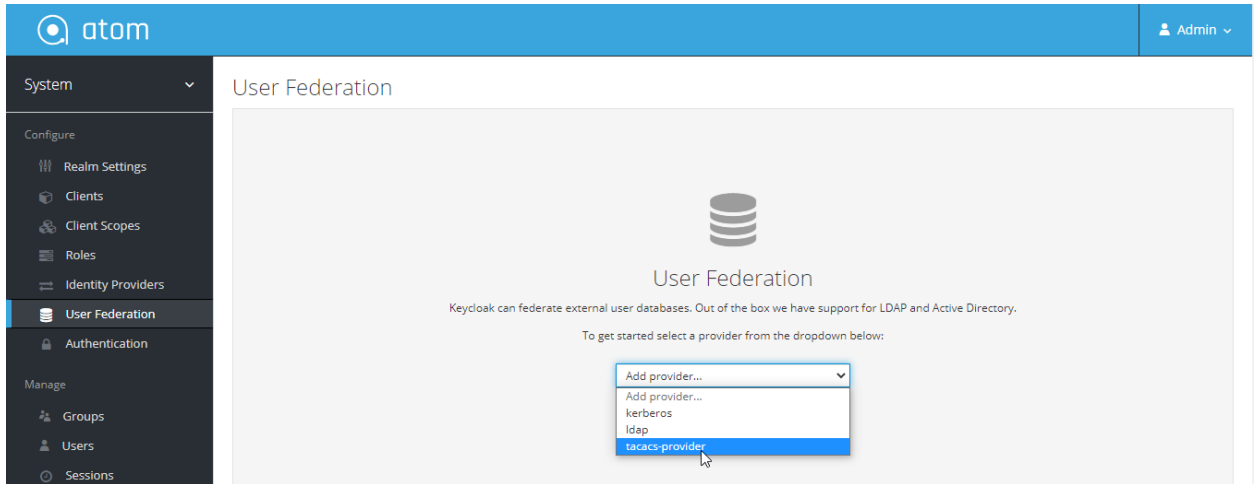 atom
Admin
System
Configure
Realm Settings
Clients
Client Scopes
Roles
Identity Providers
User Federation
Authentication
Manage
Groups
Users
Sessions
User Federation
User Federation
Keycloak can federate external user databases. Out of the box we have support for LDAP and Active Directory.
To get started select a provider from the dropdown below:
Add provider...
Add provider...
kerberos
ldap
tacacs-provider